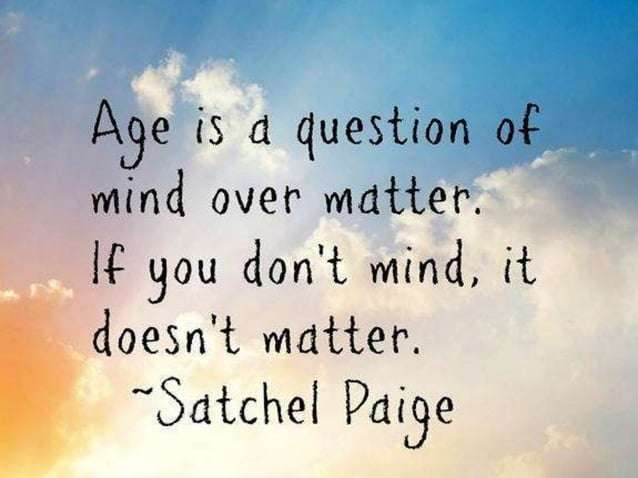 Age is a question of
mind over matter.
If you don't mind, it
doesn't matter.
~Satchel Paige